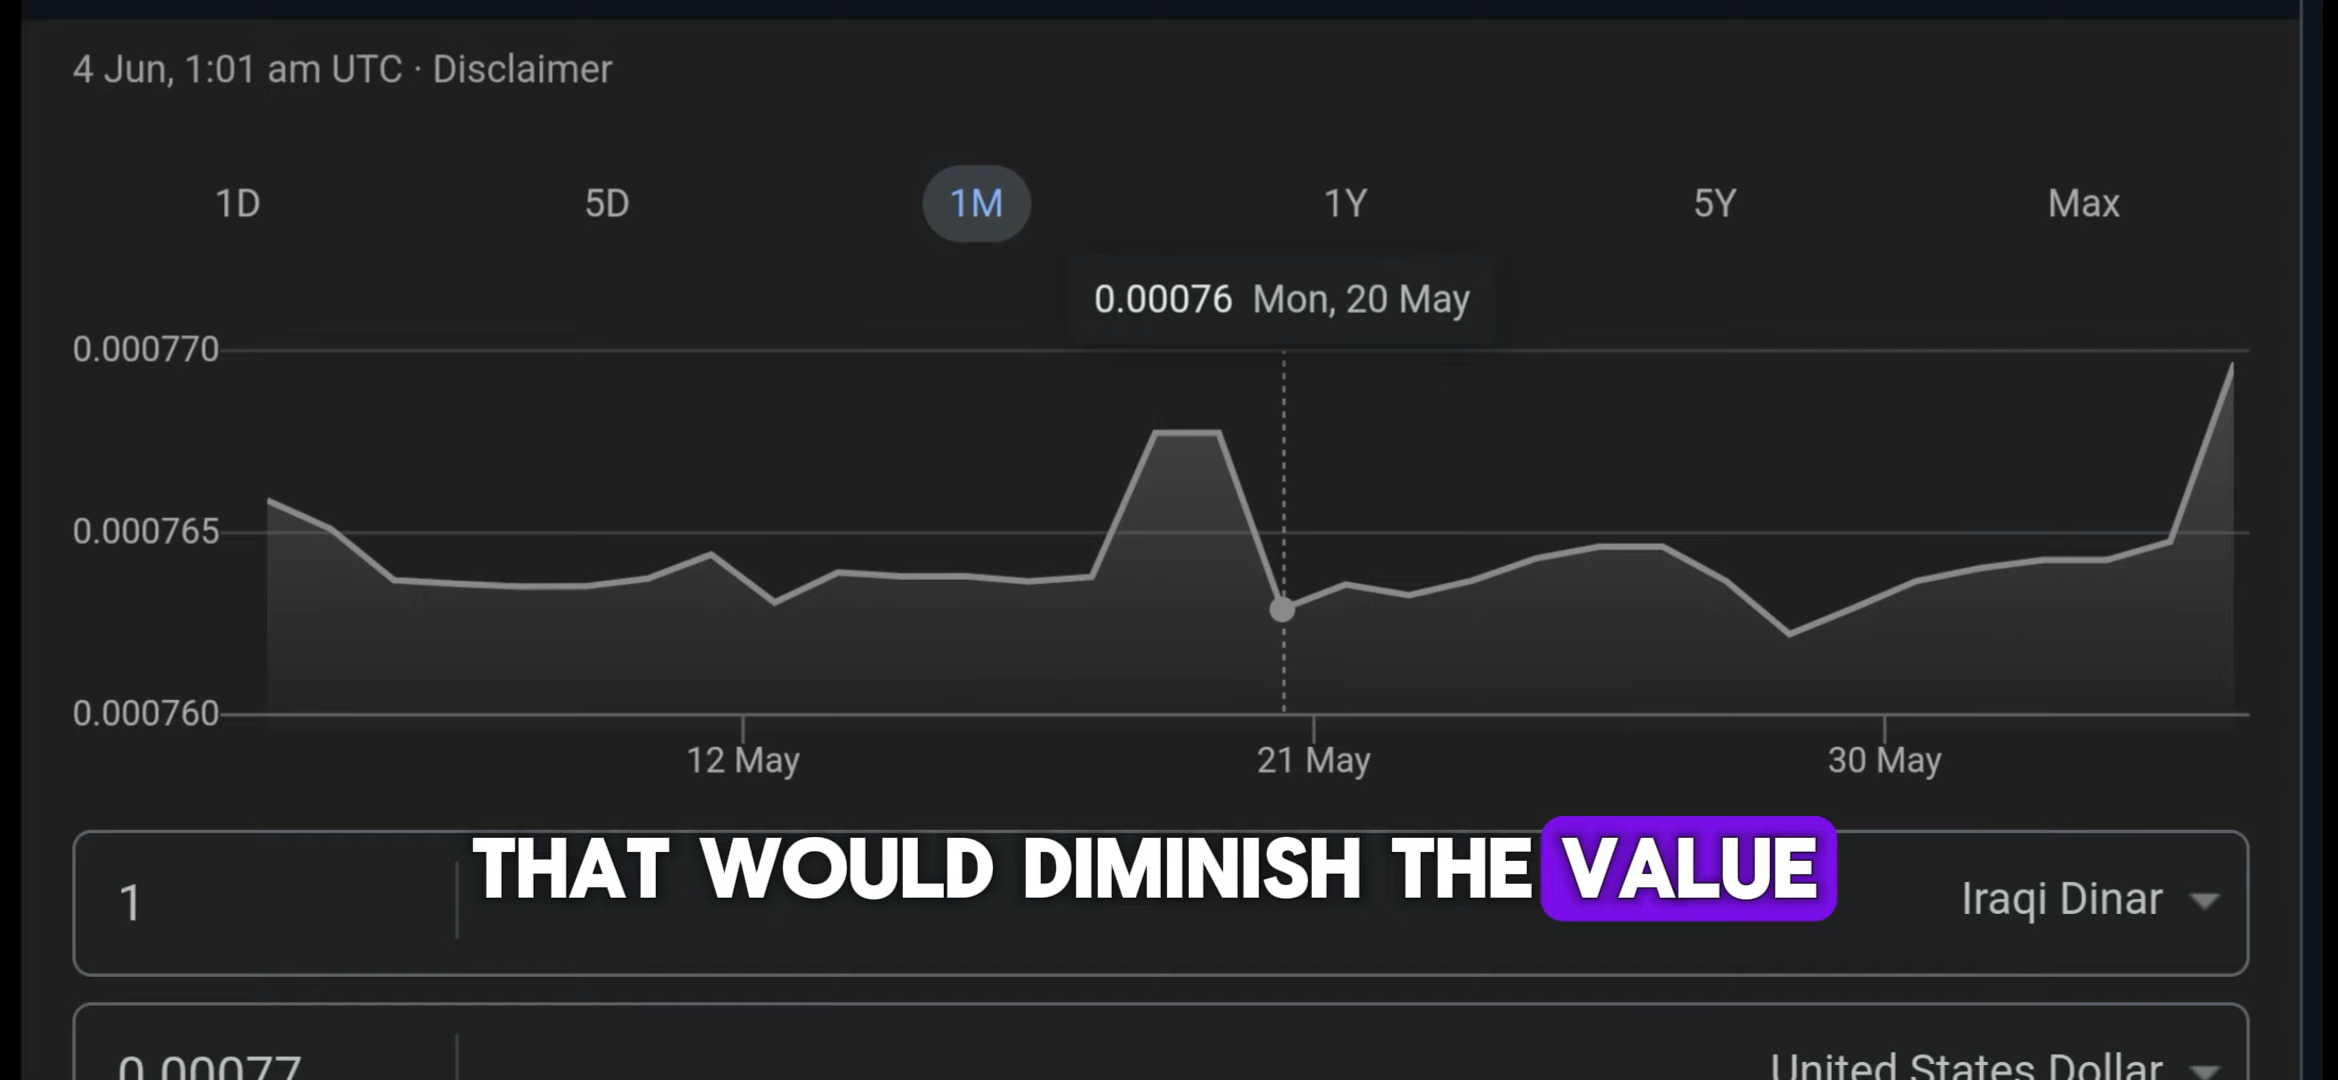 4 Jun, 1:01 am UTC · Disclaimer
1D 5D 1M 1Y 5Y Max
0.00076 Mon, 20 May
0.000770
0.000765
0.000760
12 May 21 May 30 May
THAT WOULD DIMINISH THE VALUE
1 Iraqi Dinar
0.00077 United States Dollar